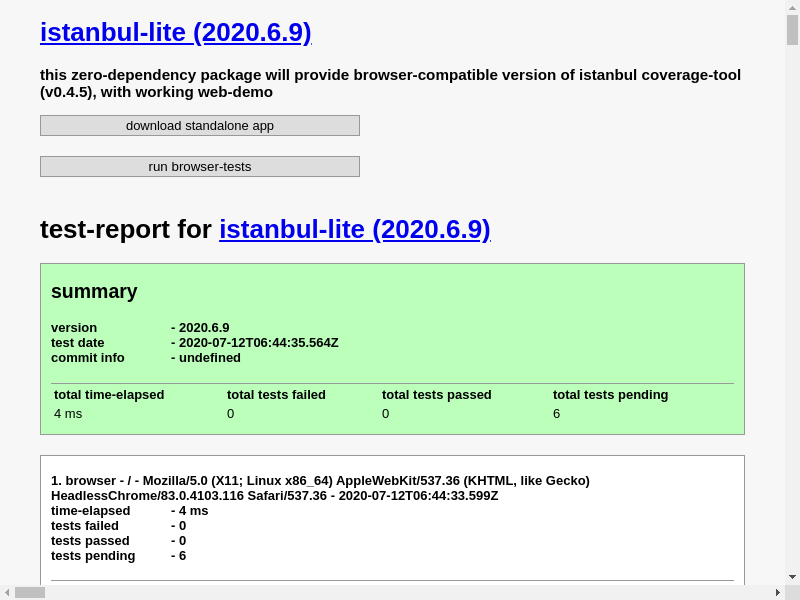 istanbul-lite (2020.6.9)
this zero-dependency package will provide browser-compatible version of istanbul coverage-tool
(v0.4.5), with working web-demo
download standalone app
run browser-tests
test-report for istanbul-lite (2020.6.9)
summary
version - 2020.6.9
test date - 2020-07-12T06:44:35.564Z
commit info - undefined
total time-elapsed total tests failed total tests passed total tests pending
4 ms 0 0 6
1. browser - / - Mozilla/5.0 (X11; Linux x86_64) AppleWebKit/537.36 (KHTML, like Gecko)
HeadlessChrome/83.0.4103.116 Safari/537.36 - 2020-07-12T06:44:33.599Z
time-elapsed - 4 ms
tests failed - 0
tests passed - 0
tests pending - 6